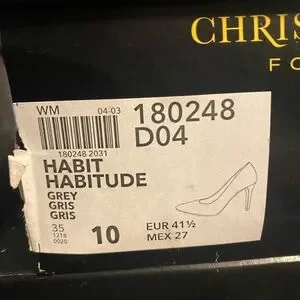 CHRIS
FO
WM 04-03
180248
D04
180248 2031
HABIT
HABITUDE
GREY
GRIS
GRIS
35
1218
0020
10
EUR 41½
MEX 27